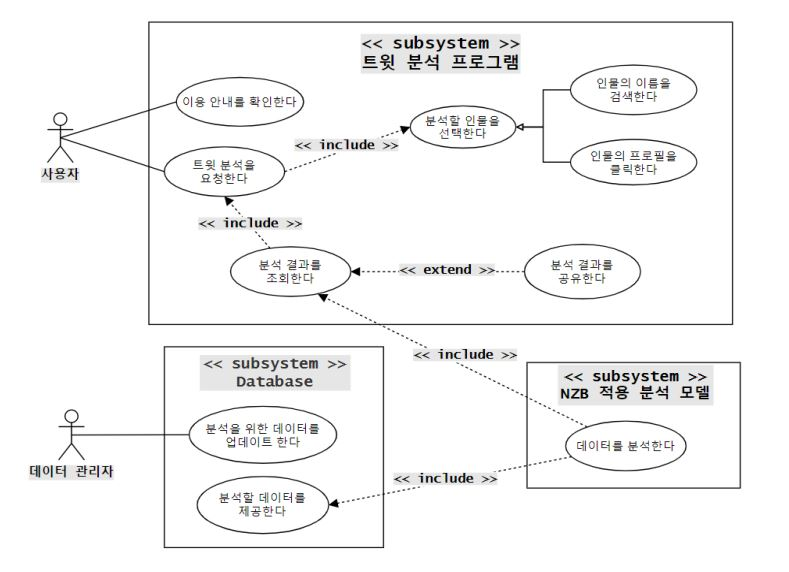 << subsystem >>
트윗 분석 프로그램
이용 안내를 확인한다
분석할 인물을
선택한다
인물의 이름을
검색한다
<< include >>
사용자
트윗 분석을
요청한다
인물의 프로필을
클릭한다
<< include >>
분석 결과를
조회한다
<< extend >>
분석 결과를
공유한다
<< include >>
<< subsystem >>
Database
<< subsystem >>
NZB 적용 분석 모델
분석을 위한 데이터를
업데이트 한다
데이터를 분석한다
데이터 관리자
<< include >>
분석할 데이터를
제공한다